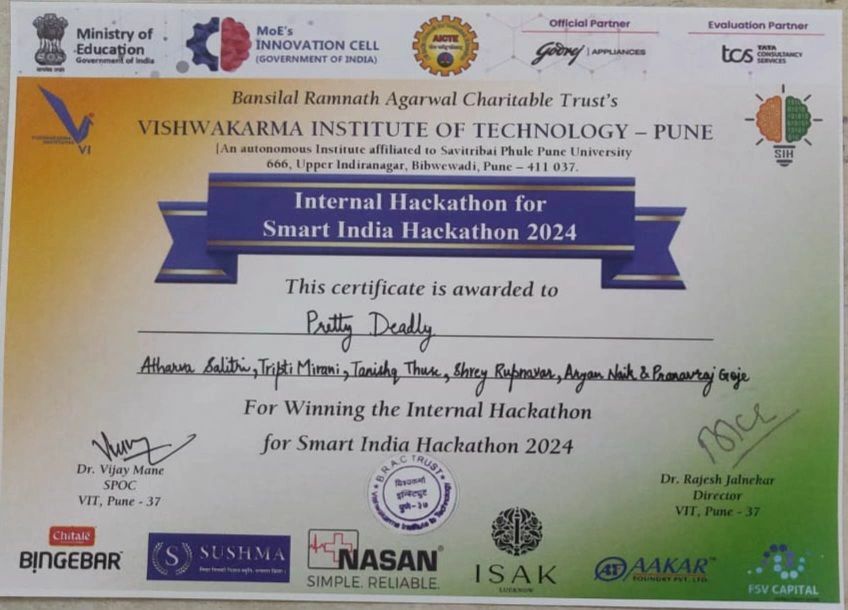 Ministry of
Education
Government of India
MoE's
INNOVATION CELL
(GOVERNMENT OF INDIA)
AICTE
Official Partner
Godrej | APPLIANCES
Evaluation Partner
tcs TATA
CONSULTANCY
SERVICES
VI
SIH
Bansilal Ramnath Agarwal Charitable Trust's
VISHWAKARMA INSTITUTE OF TECHNOLOGY – PUNE
[An autonomous Institute affiliated to Savitribai Phule Pune University
666, Upper Indiranagar, Bibwewadi, Pune – 411 037.
Internal Hackathon for
Smart India Hackathon 2024
This certificate is awarded to
Pretty Deadly
Atharva Salitri, Tripti Mirani, Tanishq Thuse, Shrey Rupnavar, Aryan Naik & Pranavraj Goje
For Winning the Internal Hackathon
for Smart India Hackathon 2024
Dr. Vijay Mane
SPOC
VIT, Pune - 37
B.R.A.C TRUST'S
Vishwakarma Institute of Technology
विश्वकर्मा
इन्स्टिट्यूट
पुणे-३७
Dr. Rajesh Jalnekar
Director
VIT, Pune - 37
Chitale
BINGEBAR
S SUSHMA
NASAN
SIMPLE. RELIABLE.
ISAK
LUCKNOW
AAKAR
FOUNDRY PVT. LTD.
FSV CAPITAL